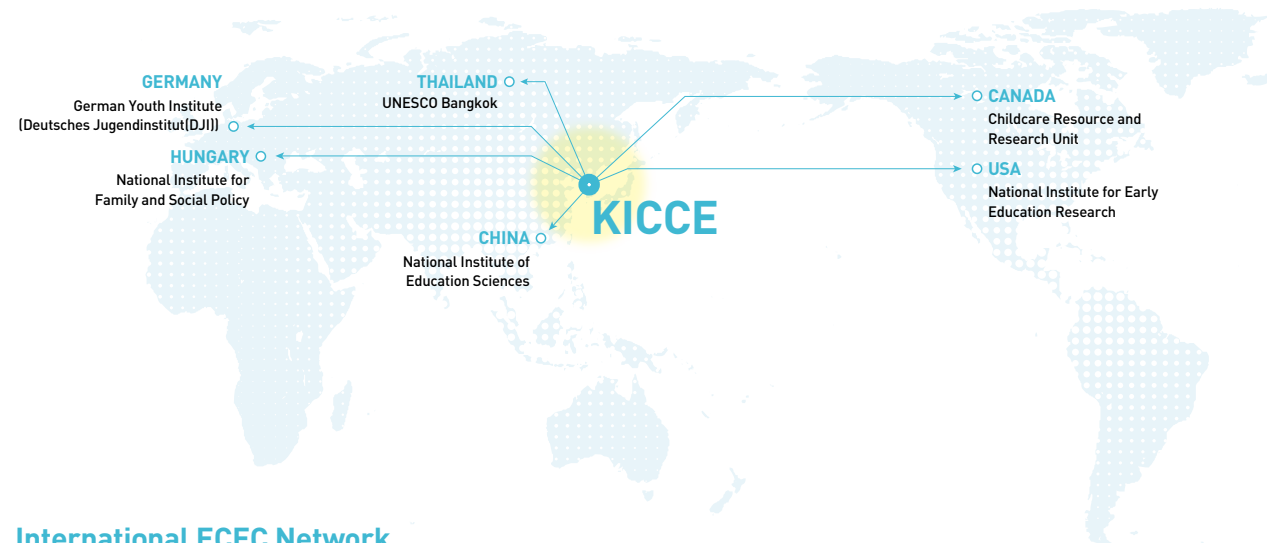 GERMANY
German Youth Institute
(Deutsches Jugendinstitut(DJI))
HUNGARY
National Institute for
Family and Social Policy
THAILAND
UNESCO Bangkok
KICCE
CHINA
National Institute of
Education Sciences
CANADA
Childcare Resource and
Research Unit
USA
National Institute for Early
Education Research
International ECEC Network